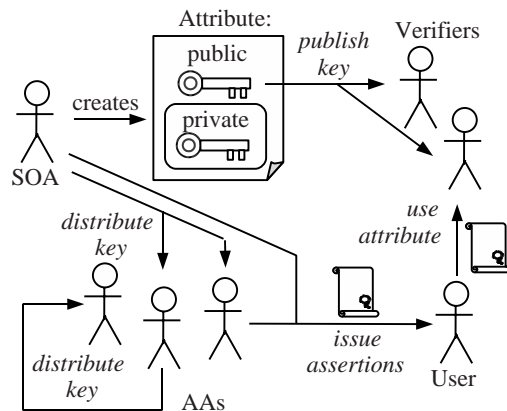 Attribute:
public
private
publish
key
Verifiers
creates
SOA
distribute
key
use
attribute
distribute
key
issue
assertions
User
AAs